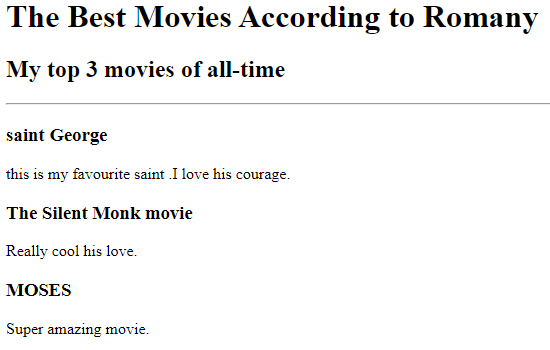 The Best Movies According to Romany
My top 3 movies of all-time
saint George
this is my favourite saint .I love his courage.
The Silent Monk movie
Really cool his love.
MOSES
Super amazing movie.